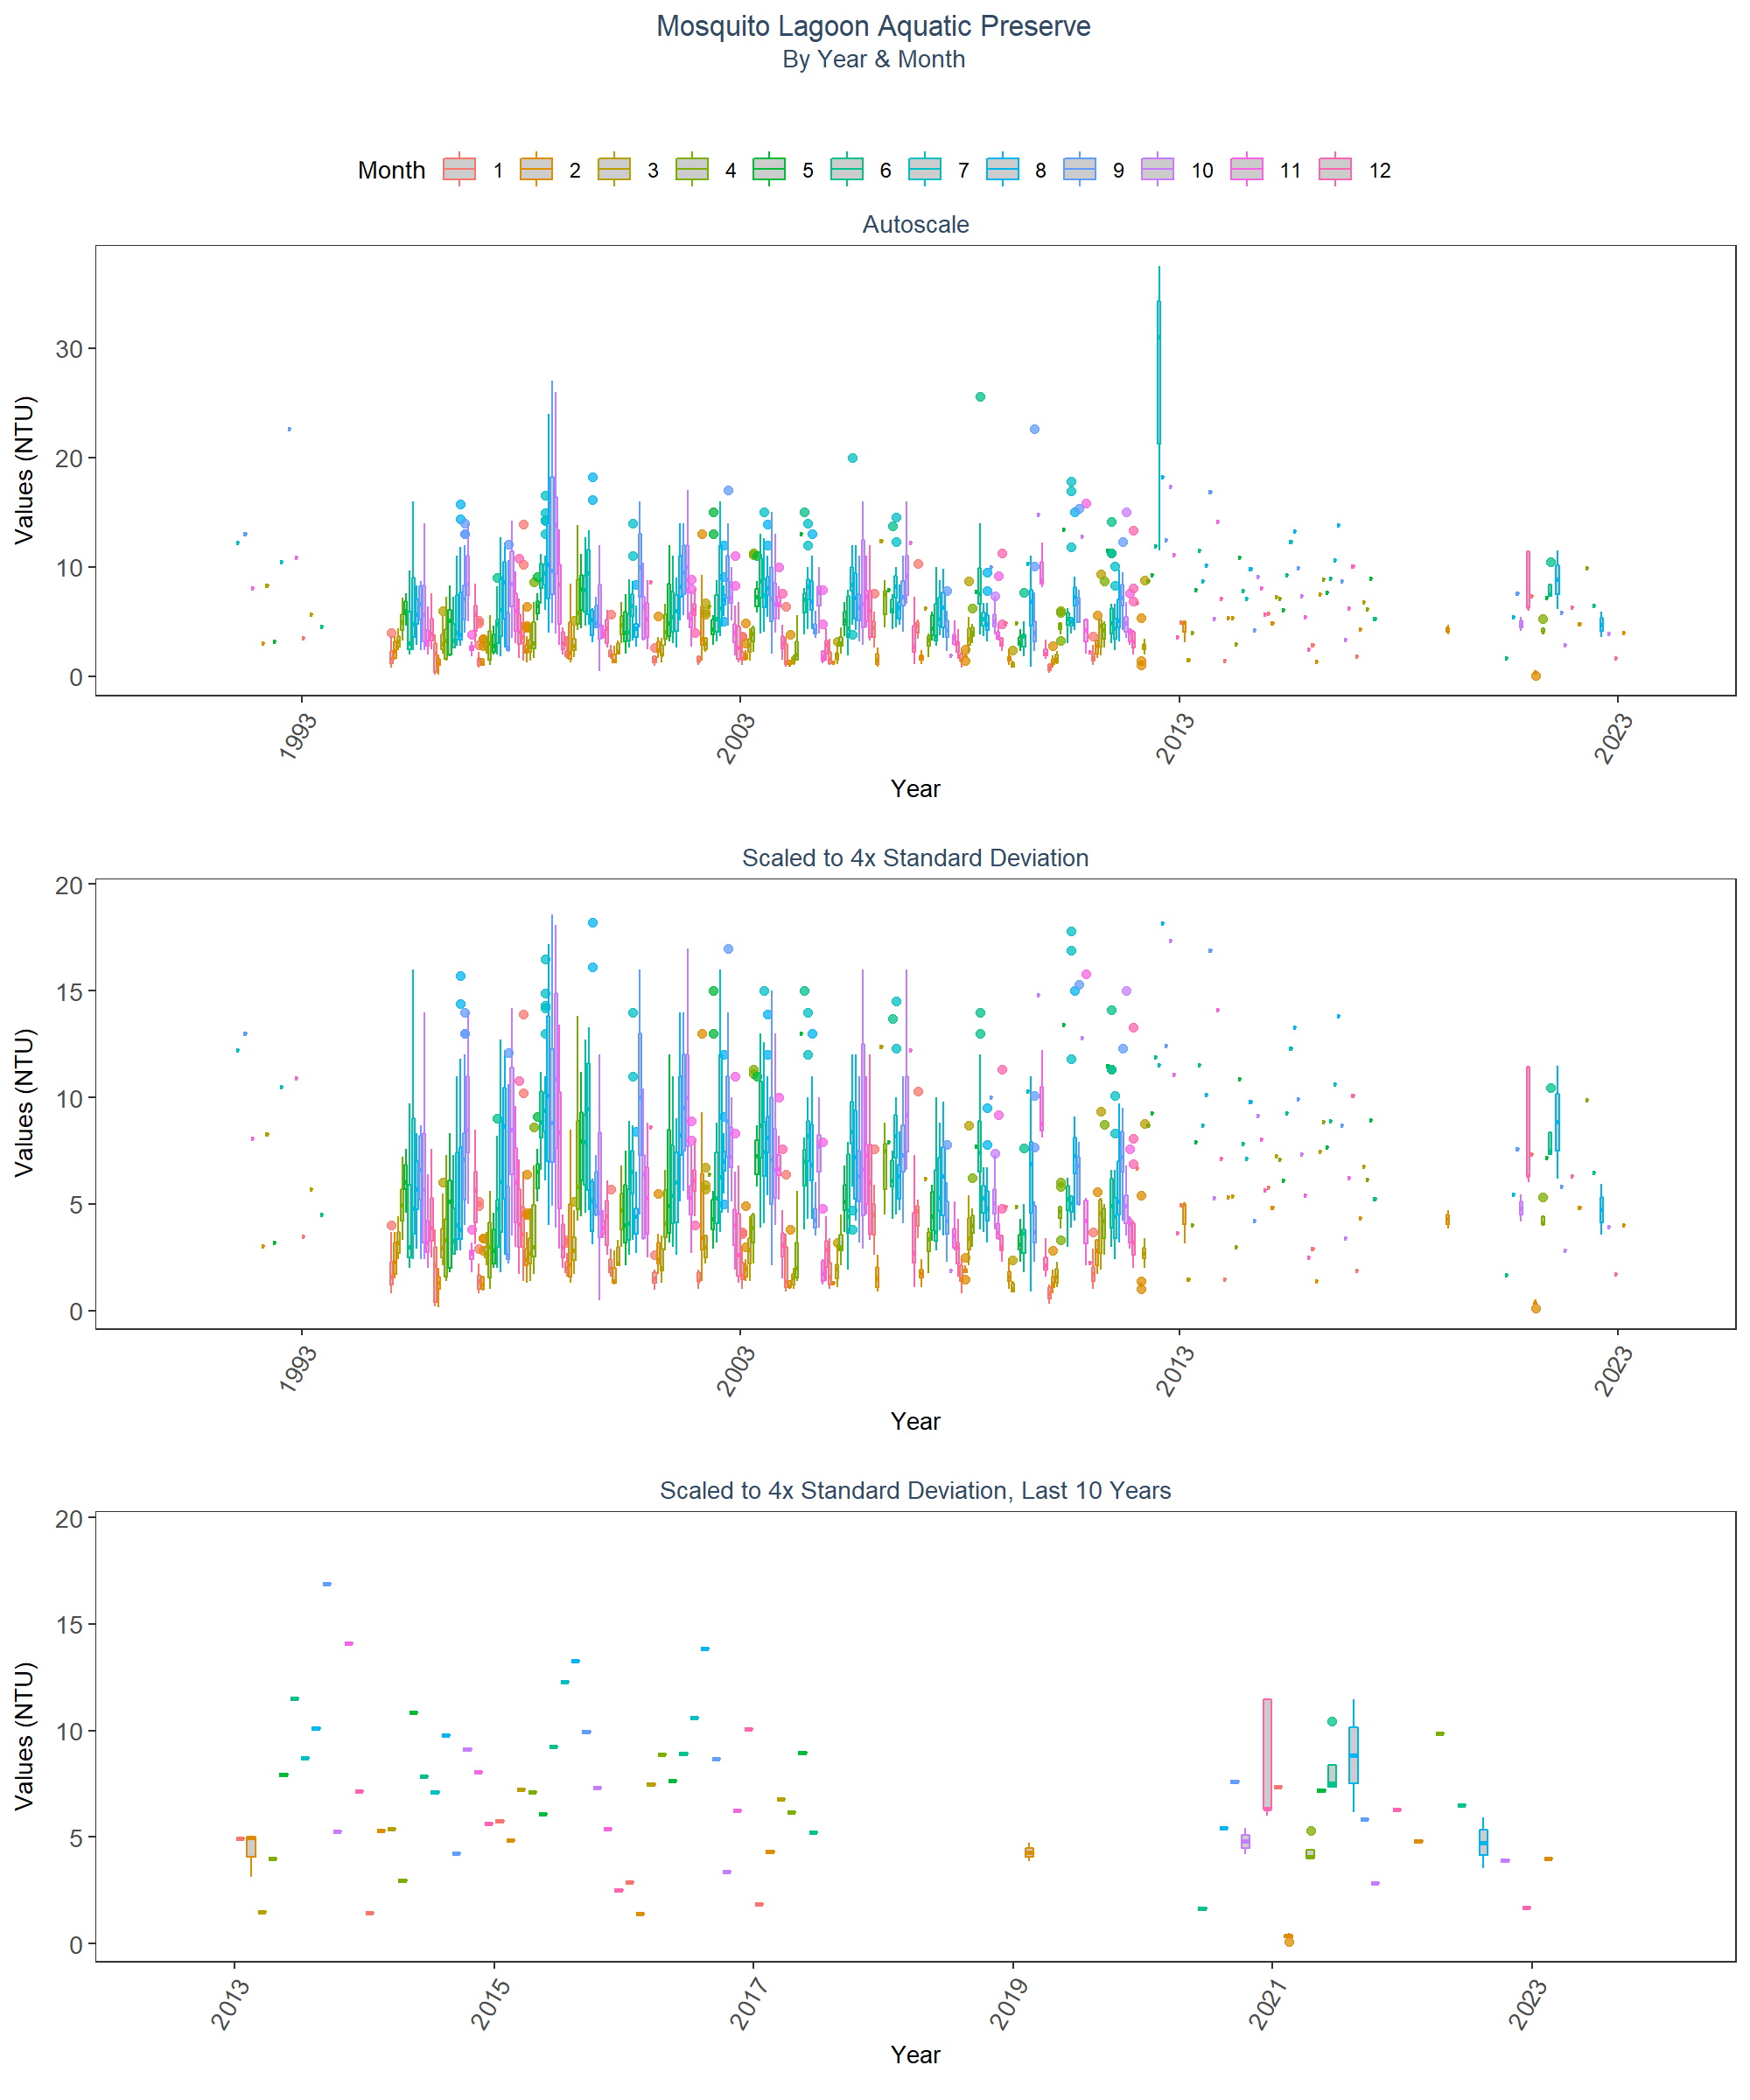 Mosquito Lagoon Aquatic Preserve
By Year & Month
Month 1 2 3 4 5 6 7 8 9 10 11 12
Autoscale
Values (NTU)
30
20
10
0
1993 2003 2013 2023
Year
Scaled to 4x Standard Deviation
Values (NTU)
20
15
10
5
0
1993 2003 2013 2023
Year
Scaled to 4x Standard Deviation, Last 10 Years
Values (NTU)
20
15
10
5
0
2013 2015 2017 2019 2021 2023
Year